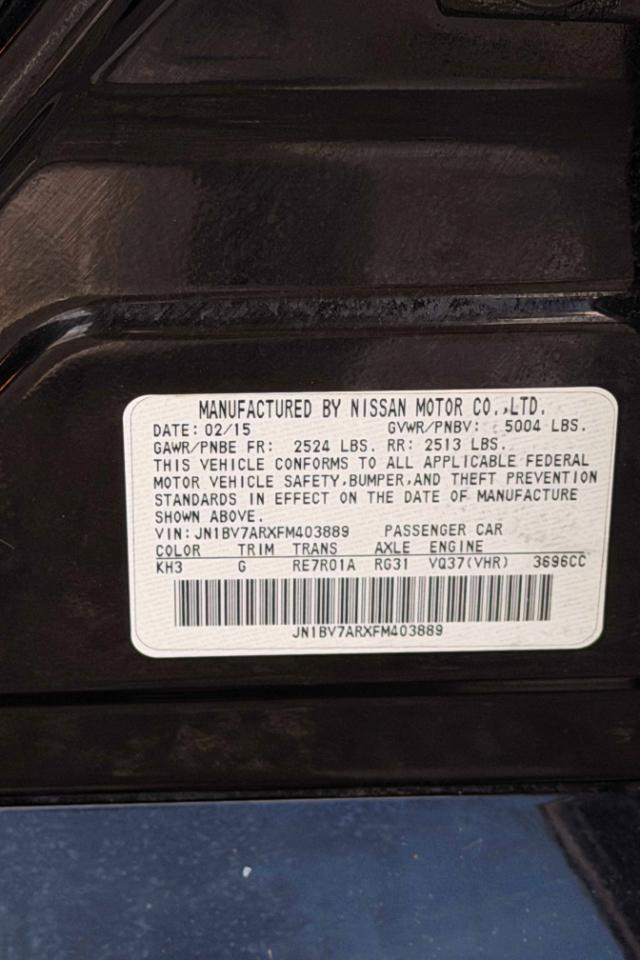 MANUFACTURED BY NISSAN MOTOR CO.,LTD.
DATE: 02/15 GVWR/PNBV: 5004 LBS.
GAWR/PNBE FR: 2524 LBS. RR: 2513 LBS.
THIS VEHICLE CONFORMS TO ALL APPLICABLE FEDERAL
MOTOR VEHICLE SAFETY,BUMPER,AND THEFT PREVENTION
STANDARDS IN EFFECT ON THE DATE OF MANUFACTURE
SHOWN ABOVE.
VIN: JN1BV7ARXFM403889 PASSENGER CAR
COLOR TRIM TRANS AXLE ENGINE
KH3 G RE7R01A RG31 VQ37(VHR) 3696CC
JN1BV7ARXFM403889